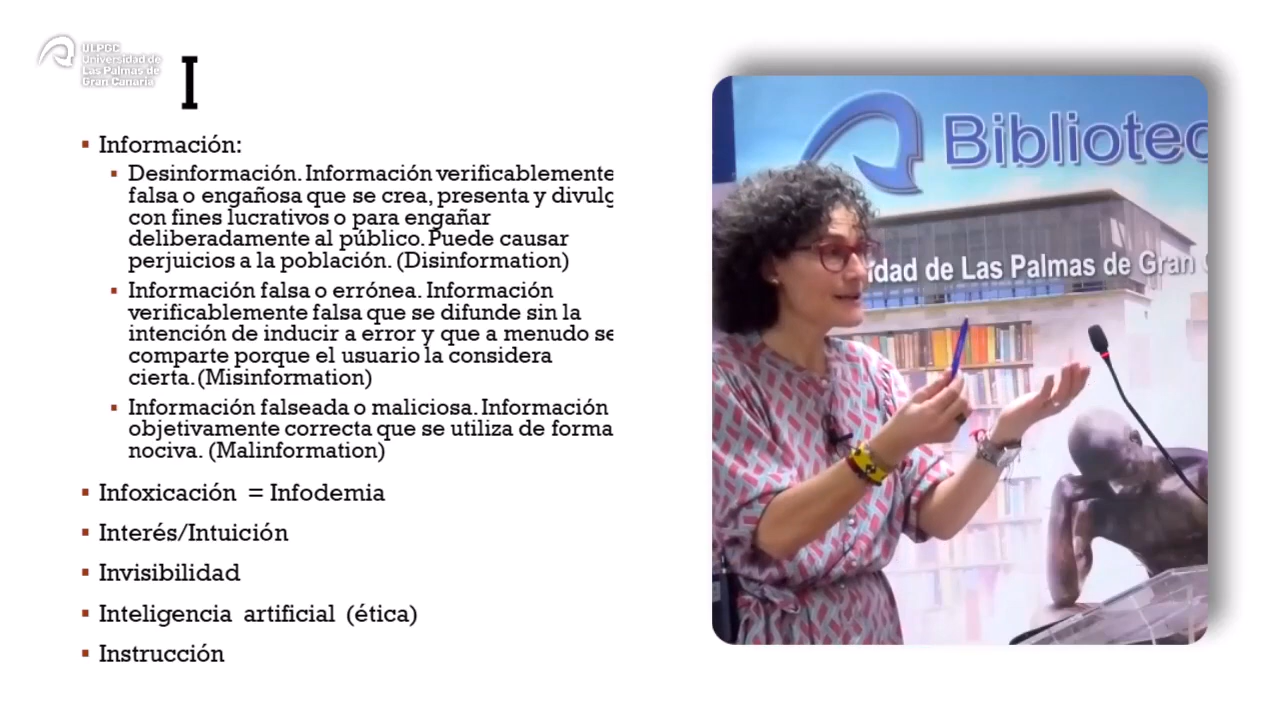 ULPGC
Universidad de
Las Palmas de
Gran Canaria
I
Información:
Desinformación. Información verificablemente
falsa o engañosa que se crea, presenta y divulg
con fines lucrativos o para engañar
deliberadamente al público. Puede causar
perjuicios a la población. (Disinformation)
Información falsa o errónea. Información
verificablemente falsa que se difunde sin la
intención de inducir a error y que a menudo se
comparte porque el usuario la considera
cierta. (Misinformation)
Información falseada o maliciosa. Información
objetivamente correcta que se utiliza de forma
nociva. (Malinformation)
Infoxicación = Infodemia
Interés/Intuición
Invisibilidad
Inteligencia artificial (ética)
Instrucción
Bibliotec
idad de Las Palmas de Gran